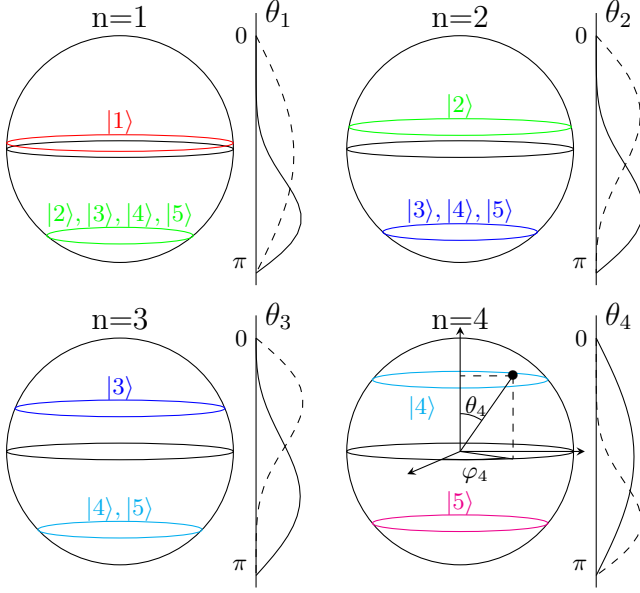 n=1
θ₁
0
|1⟩
|2⟩, |3⟩, |4⟩, |5⟩
π
n=2
θ₂
0
|2⟩
|3⟩, |4⟩, |5⟩
π
n=3
θ₃
0
|3⟩
|4⟩, |5⟩
π
n=4
θ₄
0
|4⟩
θ₄
φ₄
|5⟩
π